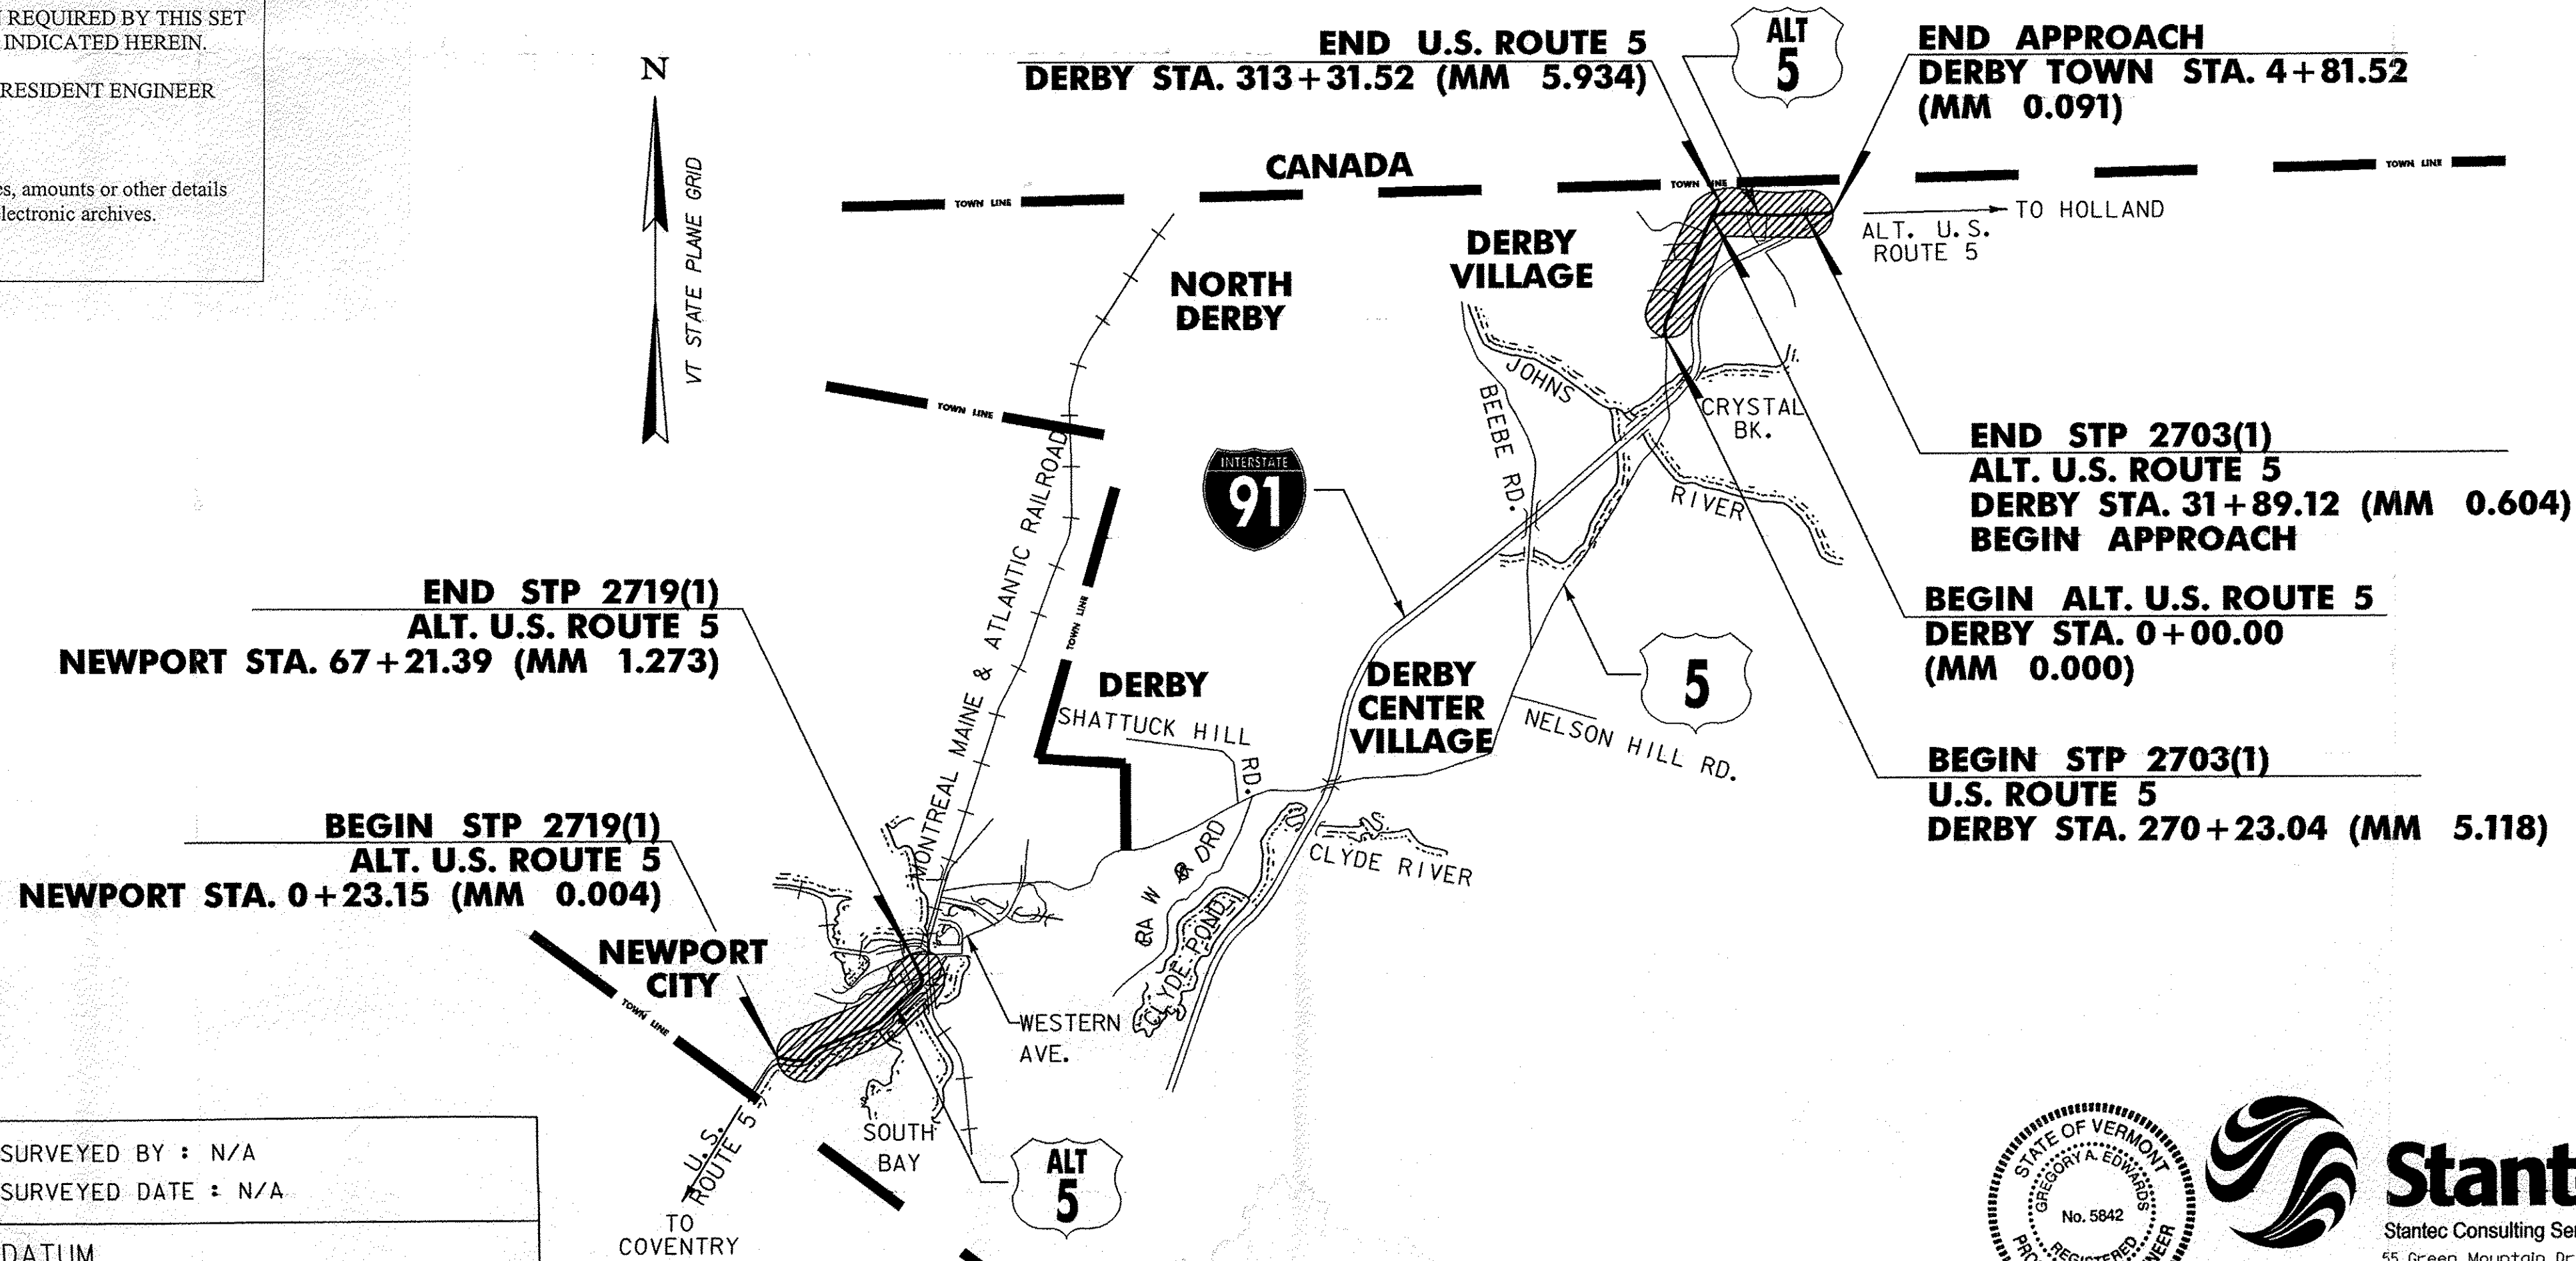 REQUIRED BY THIS SET
INDICATED HEREIN.
RESIDENT ENGINEER
amounts or other details
electronic archives.
N
VT STATE PLANE GRID
END U.S. ROUTE 5
DERBY STA. 313+31.52 (MM 5.934)
ALT
5
END APPROACH
DERBY TOWN STA. 4+81.52
(MM 0.091)
CANADA
TOWN LINE
TOWN LINE
TOWN LINE
TO HOLLAND
ALT. U.S.
ROUTE 5
DERBY
VILLAGE
NORTH
DERBY
TOWN LINE
JOHNS
BEEBE RD.
CRYSTAL
BK.
RIVER
INTERSTATE
91
MONTREAL MAINE & ATLANTIC RAILROAD
END STP 2703(1)
ALT. U.S. ROUTE 5
DERBY STA. 31+89.12 (MM 0.604)
BEGIN APPROACH
END STP 2719(1)
ALT. U.S. ROUTE 5
NEWPORT STA. 67+21.39 (MM 1.273)
TOWN LINE
BEGIN ALT. U.S. ROUTE 5
DERBY STA. 0+00.00
(MM 0.000)
DERBY
SHATTUCK HILL
RD.
DERBY
CENTER
VILLAGE
5
NELSON HILL RD.
BEGIN STP 2703(1)
U.S. ROUTE 5
DERBY STA. 270+23.04 (MM 5.118)
BEGIN STP 2719(1)
ALT. U.S. ROUTE 5
NEWPORT STA. 0+23.15 (MM 0.004)
CLYDE RIVER
CLYDE POND
NEWPORT
CITY
TOWN LINE
WESTERN
AVE.
SOUTH
BAY
U.S.
ROUTE 5
TO
COVENTRY
ALT
5
SURVEYED BY : N/A
SURVEYED DATE : N/A
DATUM
STATE OF VERMONT
GREGORY A. EDWARDS
No. 5842
REGISTERED
Stant
Stantec Consulting Ser
55 Green Mountain Dr